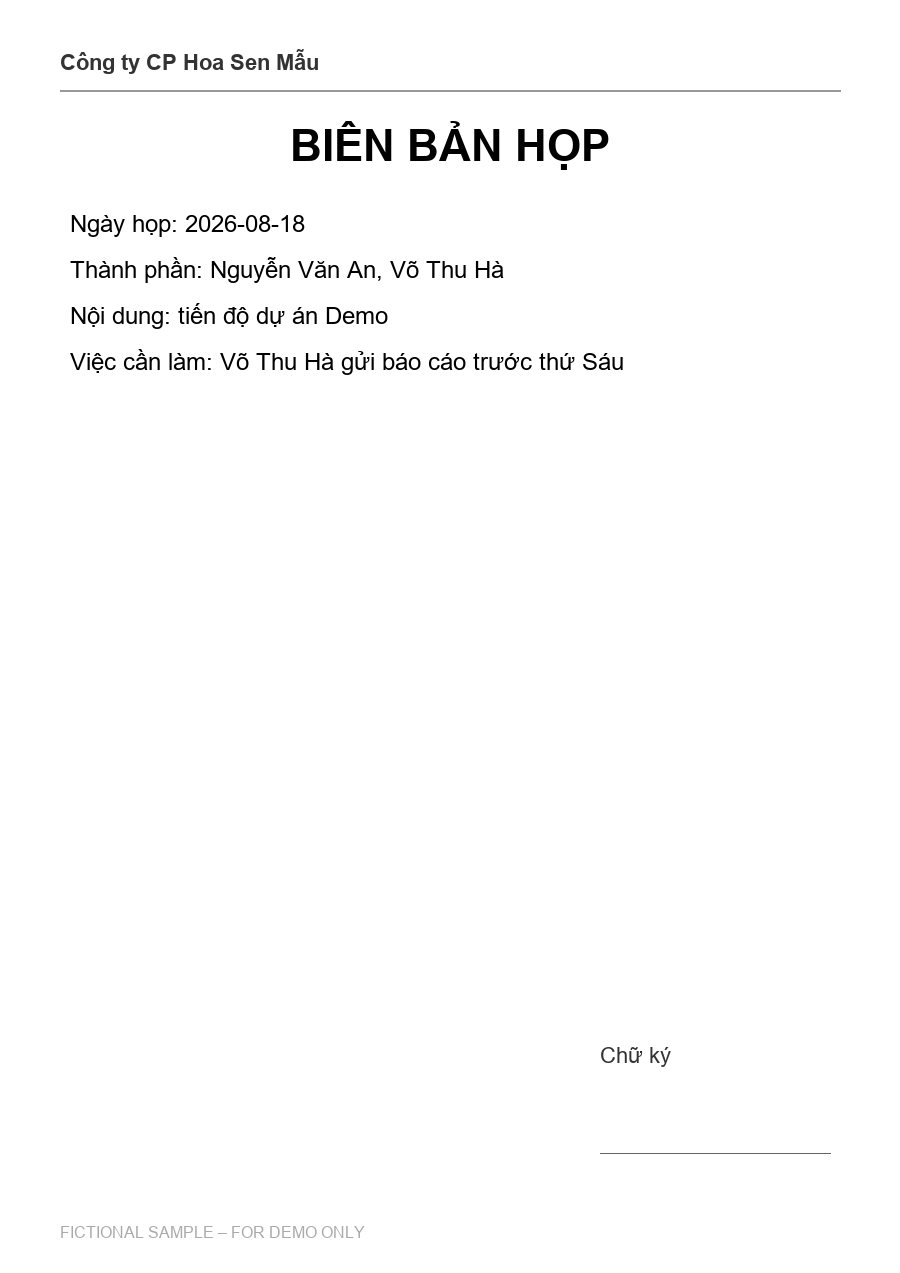 Công ty CP Hoa Sen Mẫu
BIÊN BẢN HỌP
Ngày họp: 2026-08-18
Thành phần: Nguyễn Văn An, Võ Thu Hà
Nội dung: tiến độ dự án Demo
Việc cần làm: Võ Thu Hà gửi báo cáo trước thứ Sáu
Chữ ký
FICTIONAL SAMPLE – FOR DEMO ONLY